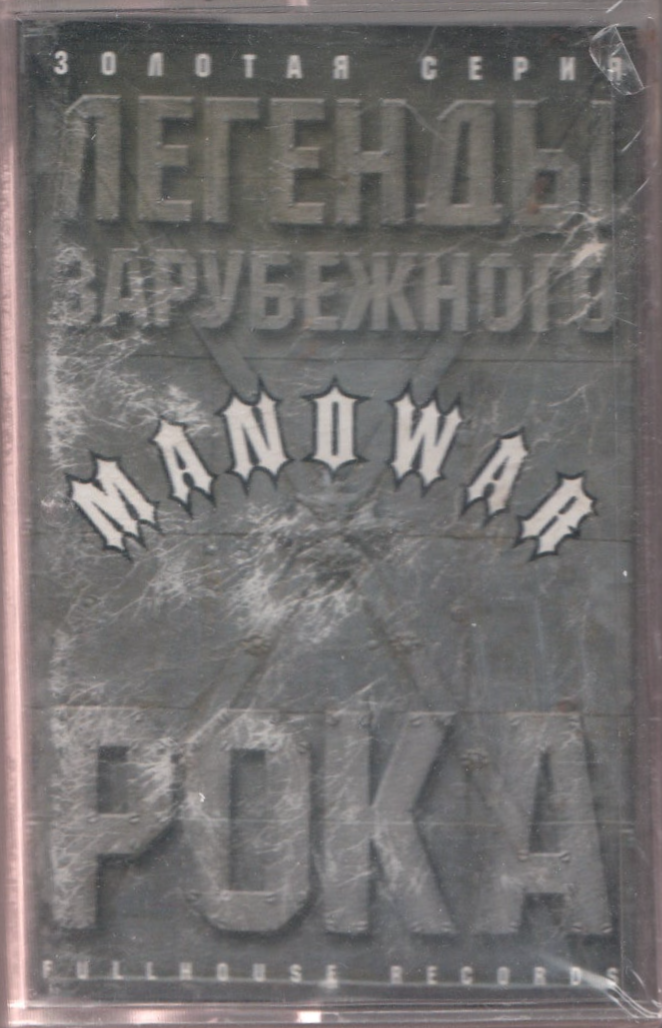 ЗОЛОТАЯ СЕРИЯ
ЛЕГЕНДЫ
ЗАРУБЕЖНОГО
MANOWAR
РОКА
FULLHOUSE RECORDS